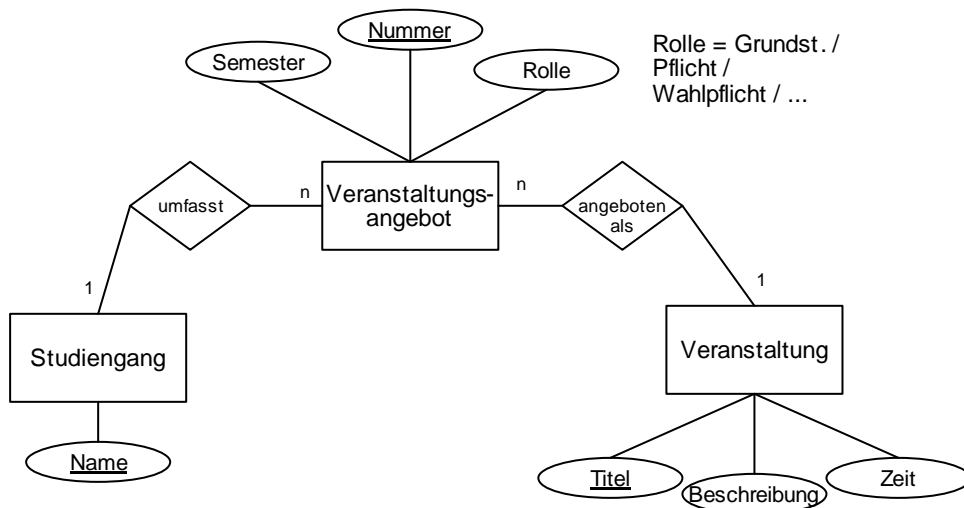 Nummer
Semester
Rolle
Rolle = Grundst. /
Pflicht /
Wahlpflicht / ...
umfasst
n
Veranstaltungs-
angebot
n
angeboten
als
1
1
Studiengang
Veranstaltung
Name
Titel
Beschreibung
Zeit